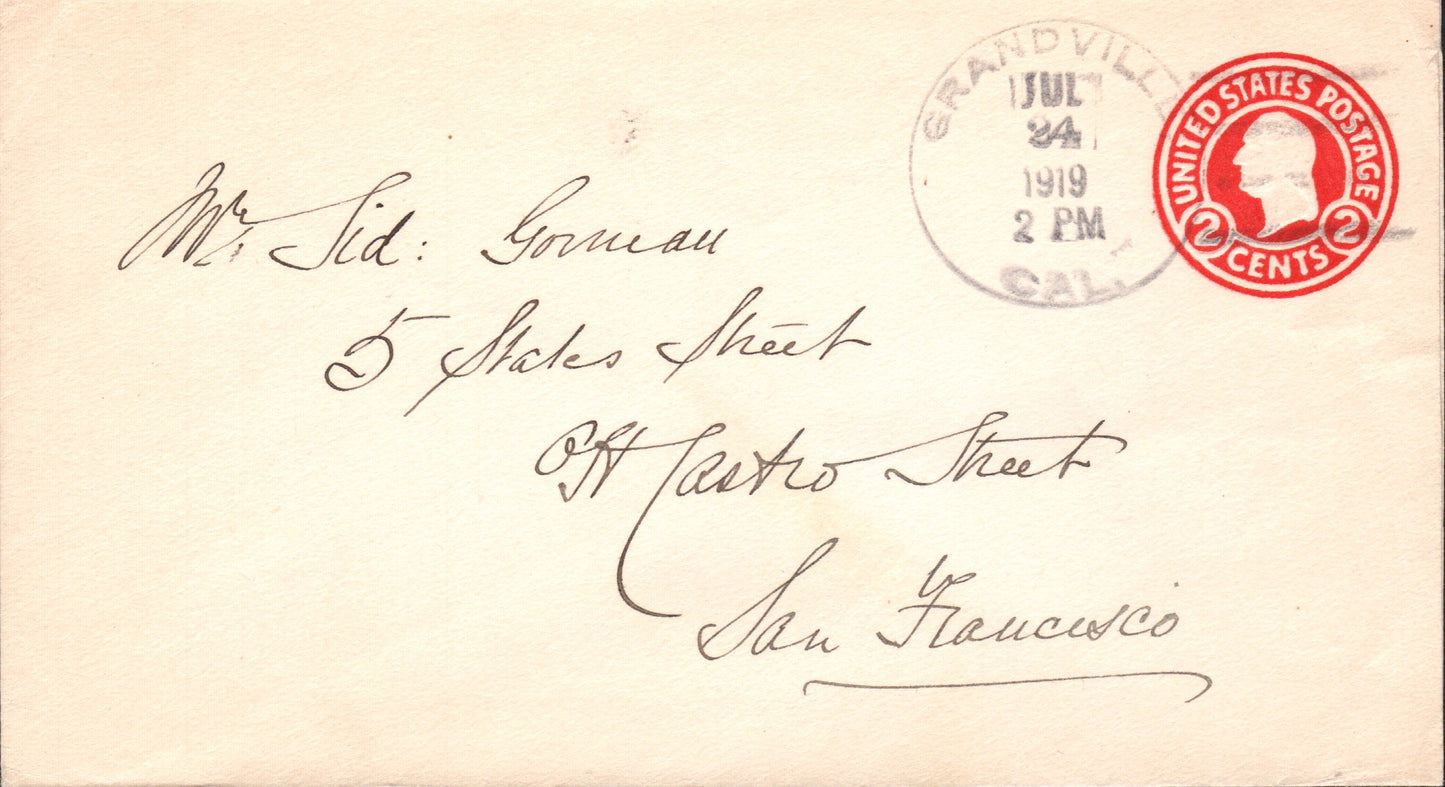 GRANDVILLE
JUL
24
1919
2 PM
CAL.
UNITED STATES POSTAGE
2 CENTS 2
Mr. Sid: Gorman
5 States Street
Off Castro Street
San Francisco